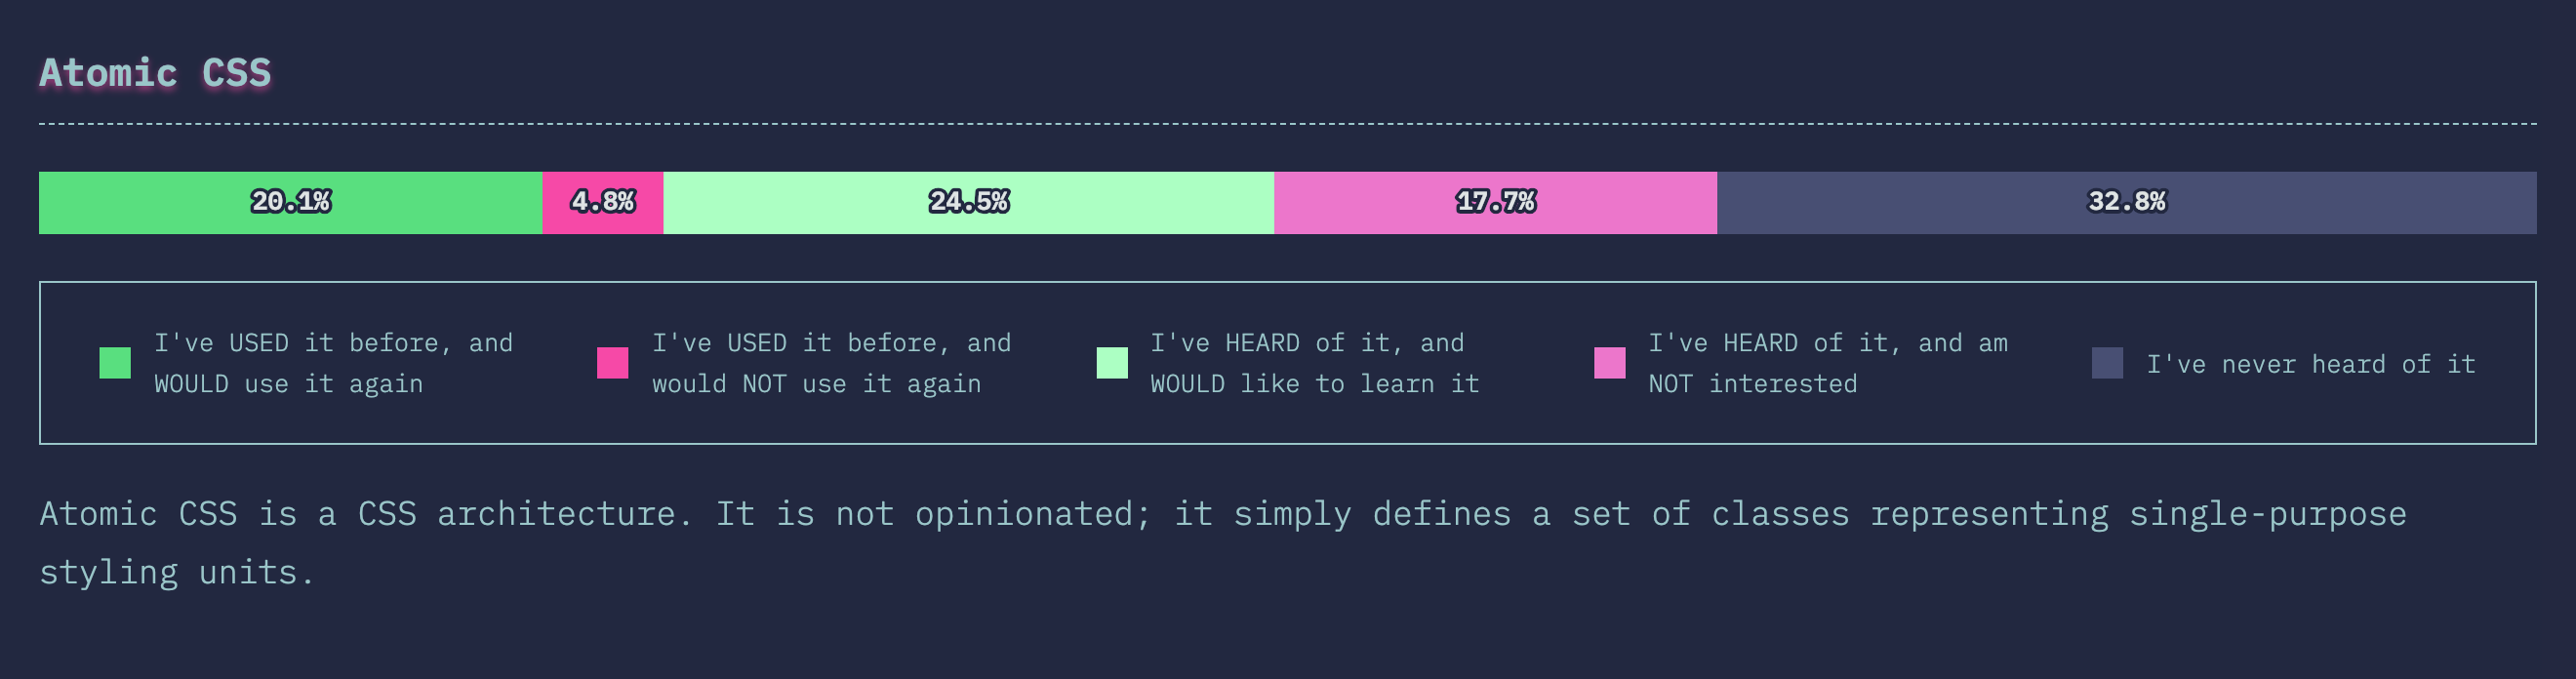 Atomic CSS
20.1% 4.8% 24.5% 17.7% 32.8%
I've USED it before, and
WOULD use it again
I've USED it before, and
would NOT use it again
I've HEARD of it, and
WOULD like to learn it
I've HEARD of it, and am
NOT interested
I've never heard of it
Atomic CSS is a CSS architecture. It is not opinionated; it simply defines a set of classes representing single-purpose
styling units.